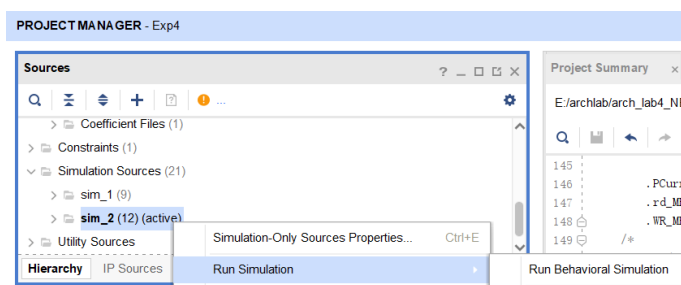 PROJECT MANAGER - Exp4
Sources
? _ X
Project Summary ×
E:/archlab/arch_lab4_N
Coefficient Files (1)
Constraints (1)
Simulation Sources (21)
sim_1 (9)
sim_2 (12) (active)
Utility Sources
Hierarchy IP Sources
Simulation-Only Sources Properties... Ctrl+E
Run Simulation
Run Behavioral Simulation
145
146 .PCur
147 .rd_M
148 .WR_M
149 /*